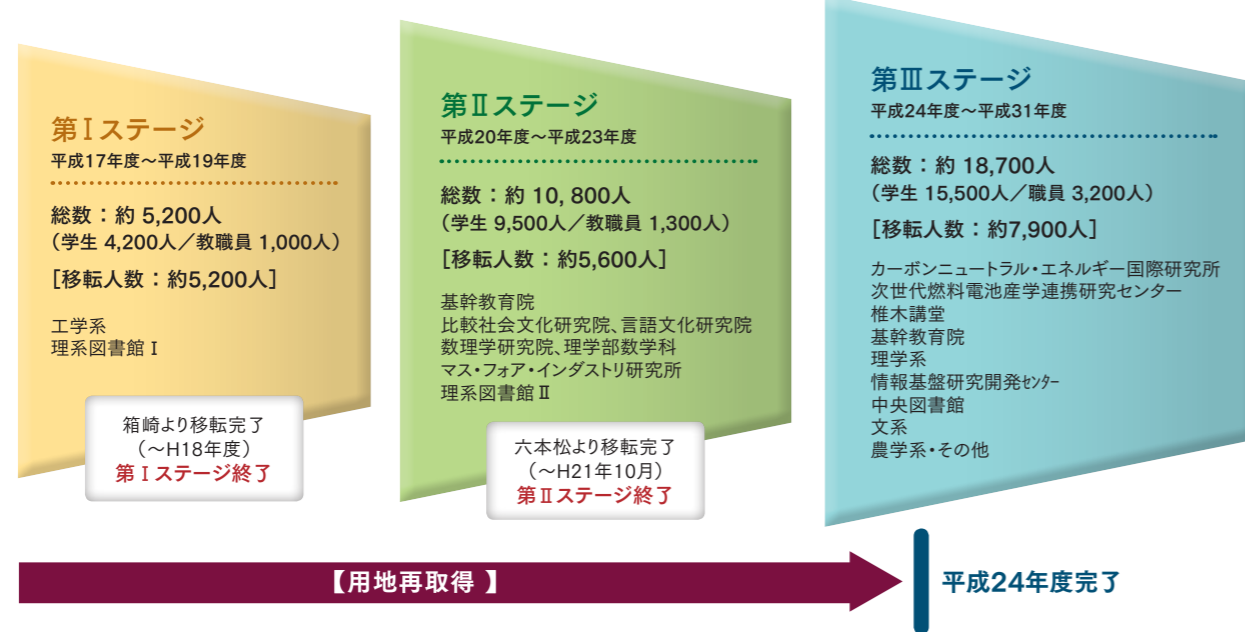 第Ⅰステージ
平成17年度～平成19年度
総数：約 5,200人
（学生 4,200人／教職員 1,000人）
［移転人数：約5,200人］
工学系
理系図書館Ⅰ
箱崎より移転完了
（～H18年度）
第Ⅰステージ終了
第Ⅱステージ
平成20年度～平成23年度
総数：約 10, 800人
（学生 9,500人／教職員 1,300人）
［移転人数：約5,600人］
基幹教育院
比較社会文化研究院、言語文化研究院
数理学研究院、理学部数学科
マス・フォア・インダストリ研究所
理系図書館Ⅱ
六本松より移転完了
（～H21年10月）
第Ⅱステージ終了
第Ⅲステージ
平成24年度～平成31年度
総数：約 18,700人
（学生 15,500人／職員 3,200人）
［移転人数：約7,900人］
カーボンニュートラル・エネルギー国際研究所
次世代燃料電池産学連携研究センター
椎木講堂
基幹教育院
理学系
情報基盤研究開発ｾﾝﾀｰ
中央図書館
文系
農学系・その他
【用地再取得 】
平成24年度完了